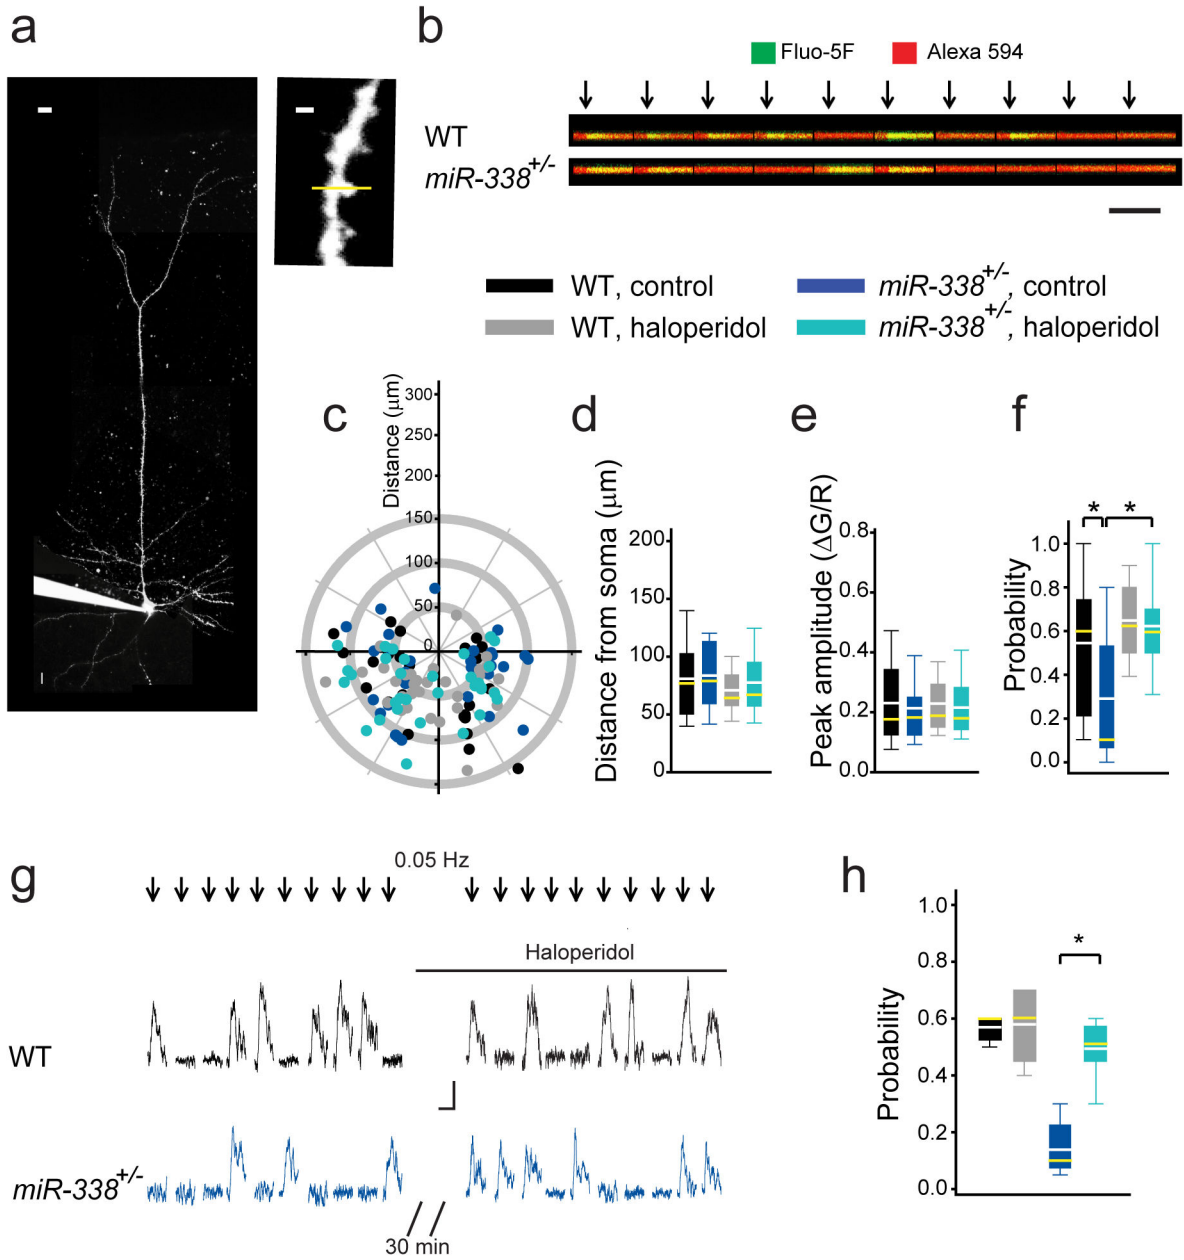 a
b
Fluo-5F
Alexa 594
WT
miR-338+/-
WT, control
miR-338+/-, control
WT, haloperidol
miR-338+/-, haloperidol
c
Distance (μm)
300
250
200
150
100
50
0
d
Distance from soma (μm)
200
150
100
50
0
e
Peak amplitude (ΔG/R)
0.8
0.6
0.4
0.2
0.0
f
Probability
* *
1.0
0.8
0.6
0.4
0.2
0.0
g
0.05 Hz
Haloperidol
WT
miR-338+/-
30 min
h
Probability
*
1.0
0.8
0.6
0.4
0.2
0.0